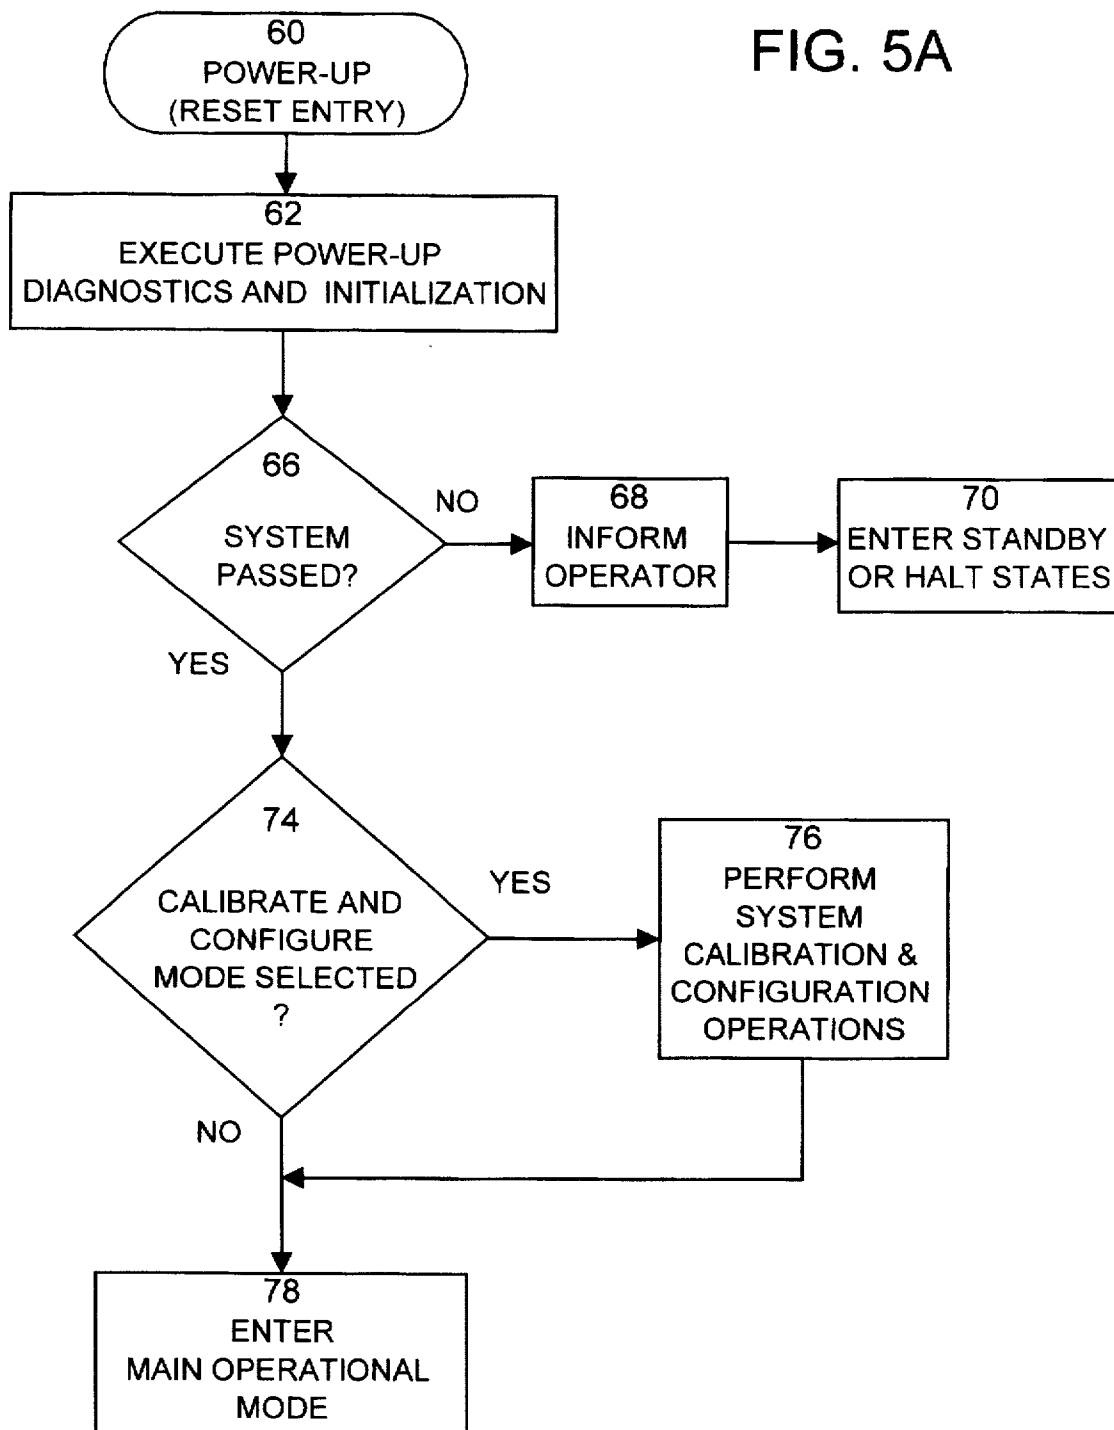 FIG. 5A
60
POWER-UP
(RESET ENTRY)
62
EXECUTE POWER-UP
DIAGNOSTICS AND INITIALIZATION
66
SYSTEM
PASSED?
NO
68
INFORM
OPERATOR
70
ENTER STANDBY
OR HALT STATES
YES
74
CALIBRATE AND
CONFIGURE
MODE SELECTED
?
YES
76
PERFORM
SYSTEM
CALIBRATION &
CONFIGURATION
OPERATIONS
NO
78
ENTER
MAIN OPERATIONAL
MODE